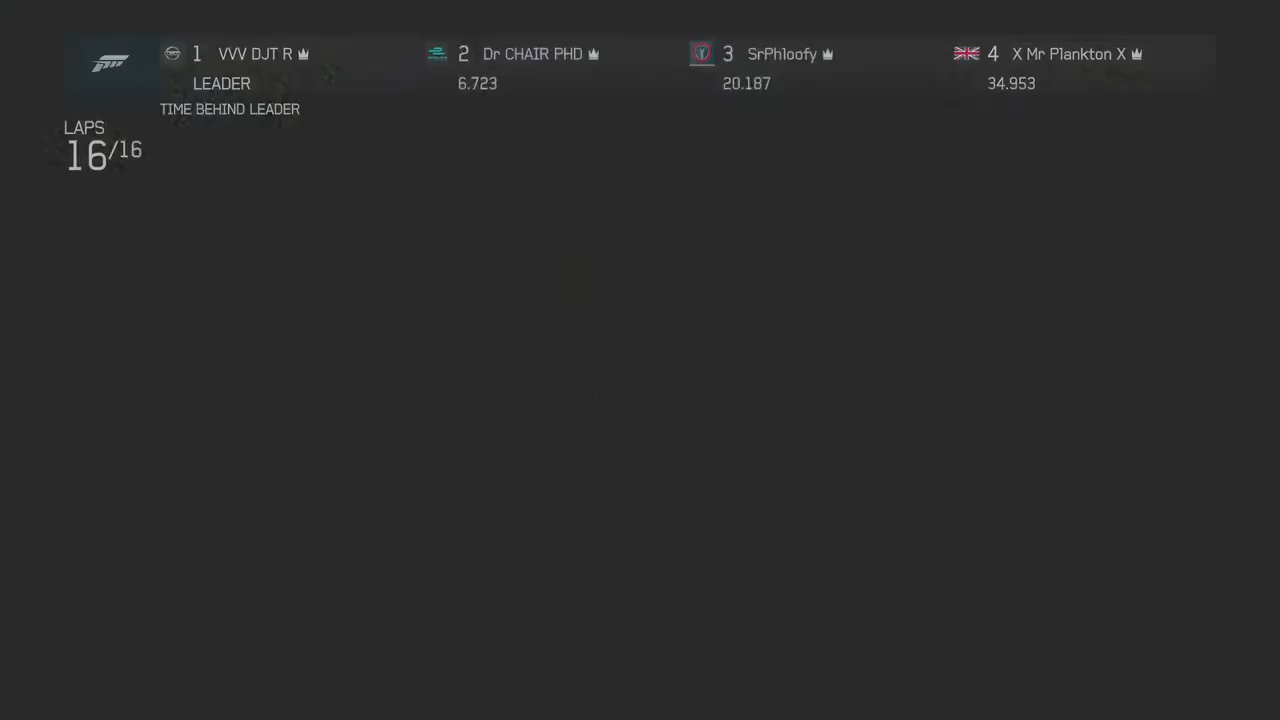 1 VVV DJT R
LEADER
2 Dr CHAIR PHD
6.723
3 SrPhloofy
20.187
4 X Mr Plankton X
34.953
TIME BEHIND LEADER
LAPS
16/16